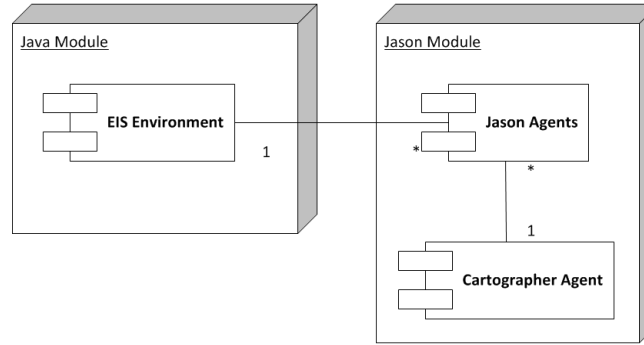 Java Module
EIS Environment
1
Jason Module
Jason Agents
*
*
1
Cartographer Agent